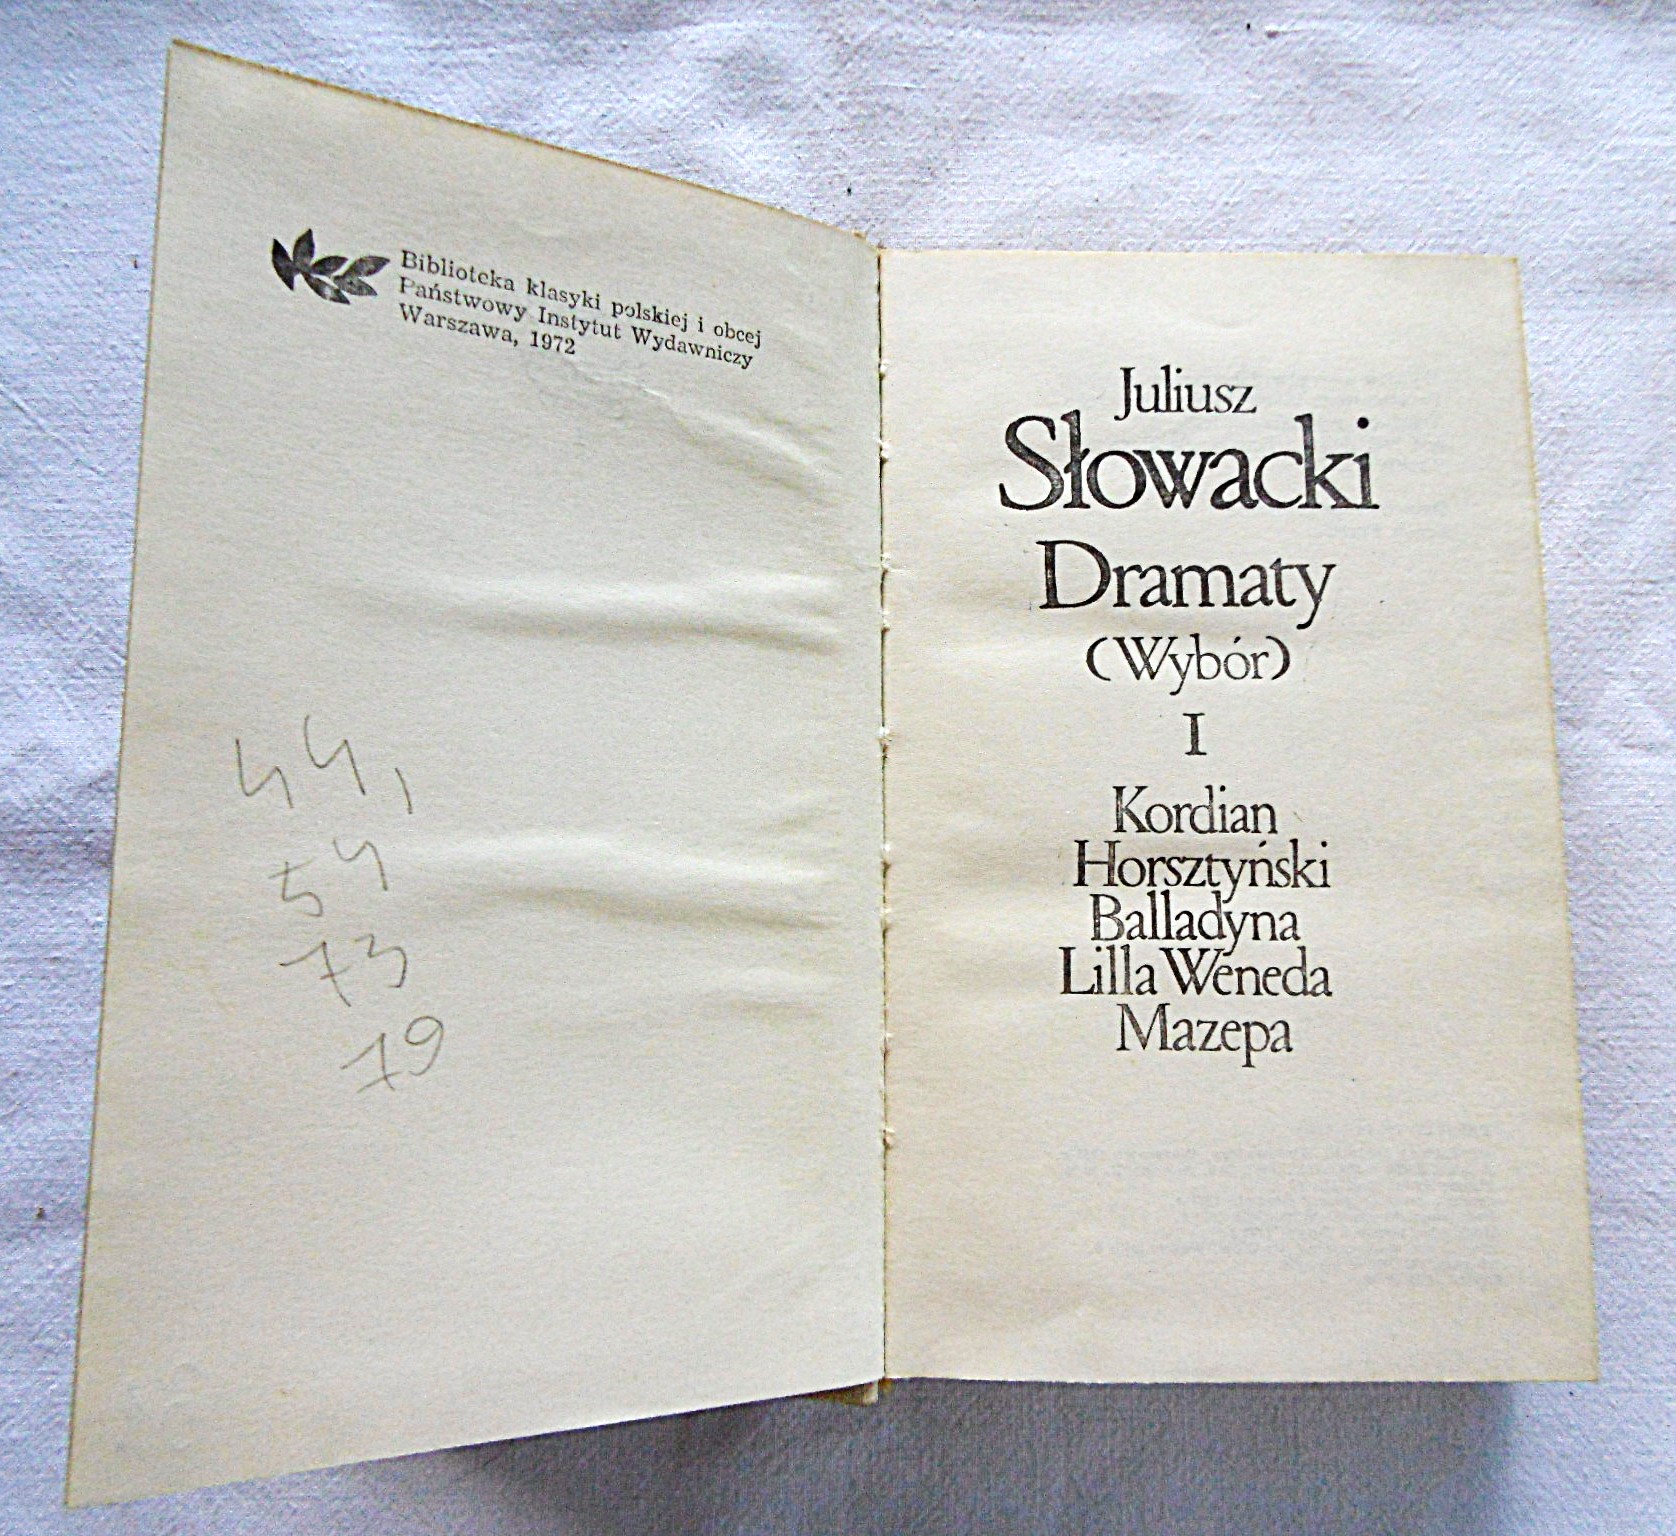 Biblioteka klasyki polskiej i obcej
Państwowy Instytut Wydawniczy
Warszawa, 1972
44,
54
73
79
Juliusz
Słowacki
Dramaty
(Wybór)
I
Kordian
Horsztyński
Balladyna
Lilla Weneda
Mazepa